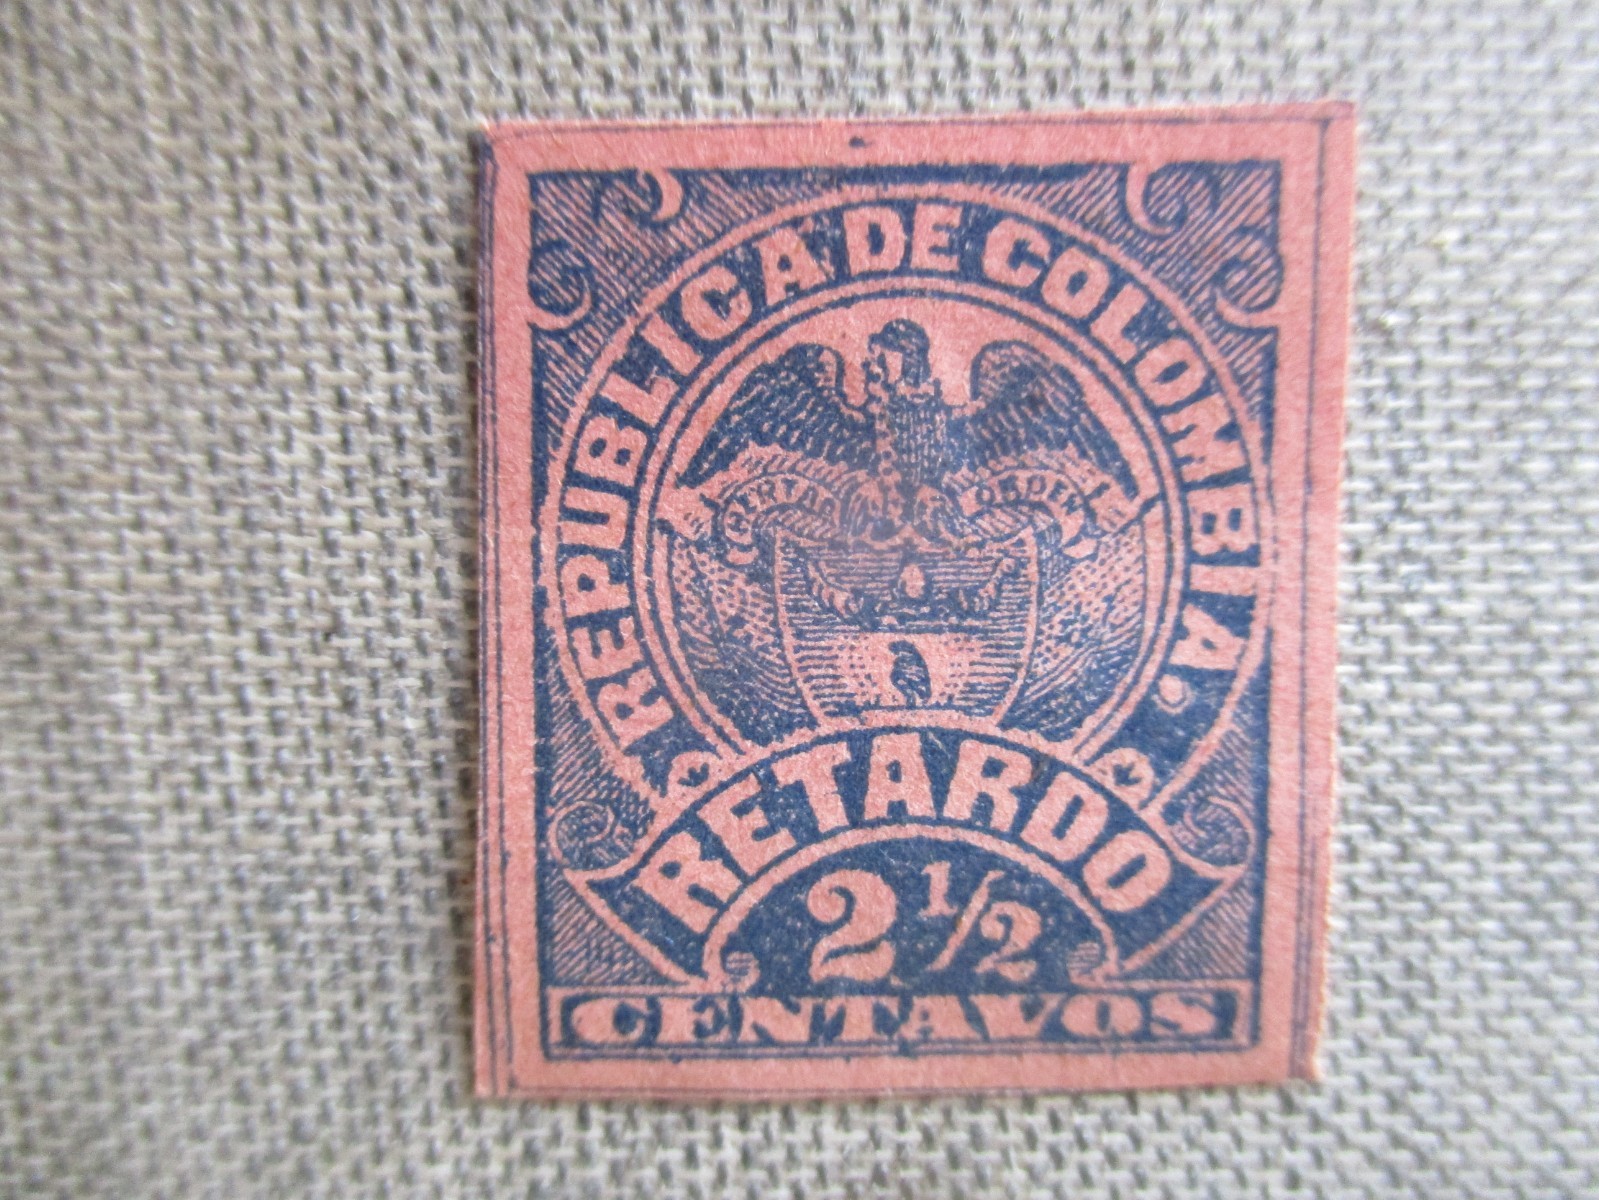 REPUBLICA DE COLOMBIA.
LIBERTAD Y ORDEN
RETARDO
2 1/2
CENTAVOS